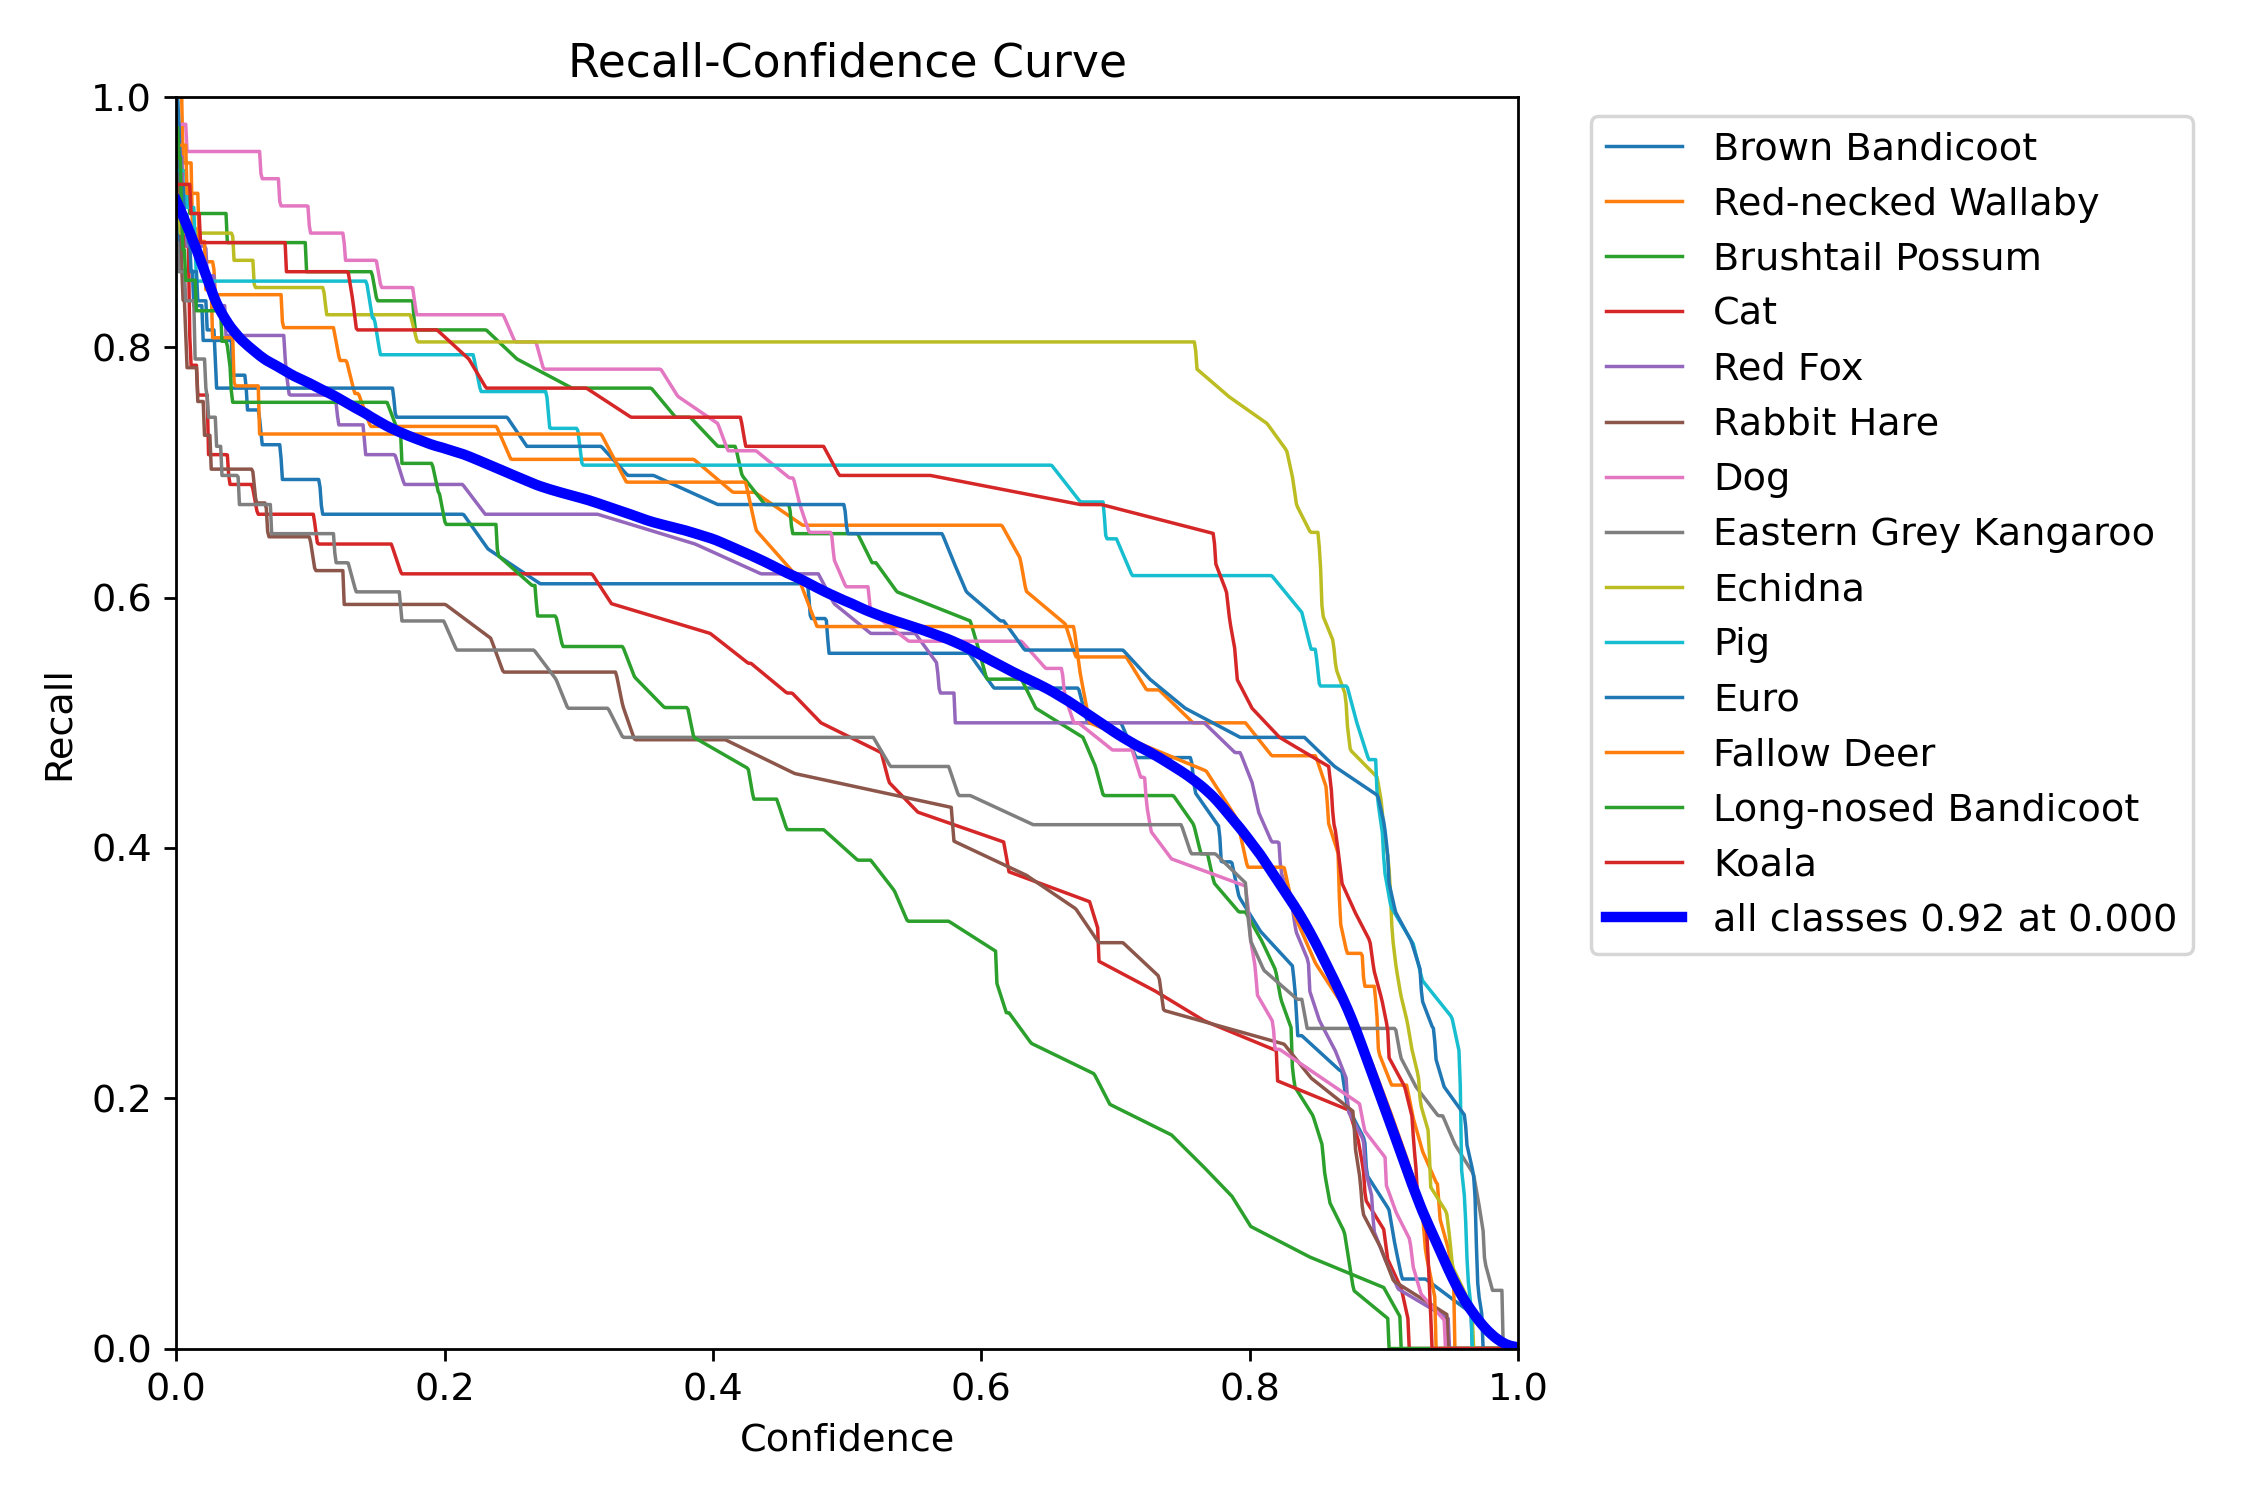 Recall-Confidence Curve
1.0
0.8
0.6
0.4
0.2
0.0
Recall
0.0 0.2 0.4 0.6 0.8 1.0
Confidence
Brown Bandicoot
Red-necked Wallaby
Brushtail Possum
Cat
Red Fox
Rabbit Hare
Dog
Eastern Grey Kangaroo
Echidna
Pig
Euro
Fallow Deer
Long-nosed Bandicoot
Koala
all classes 0.92 at 0.000